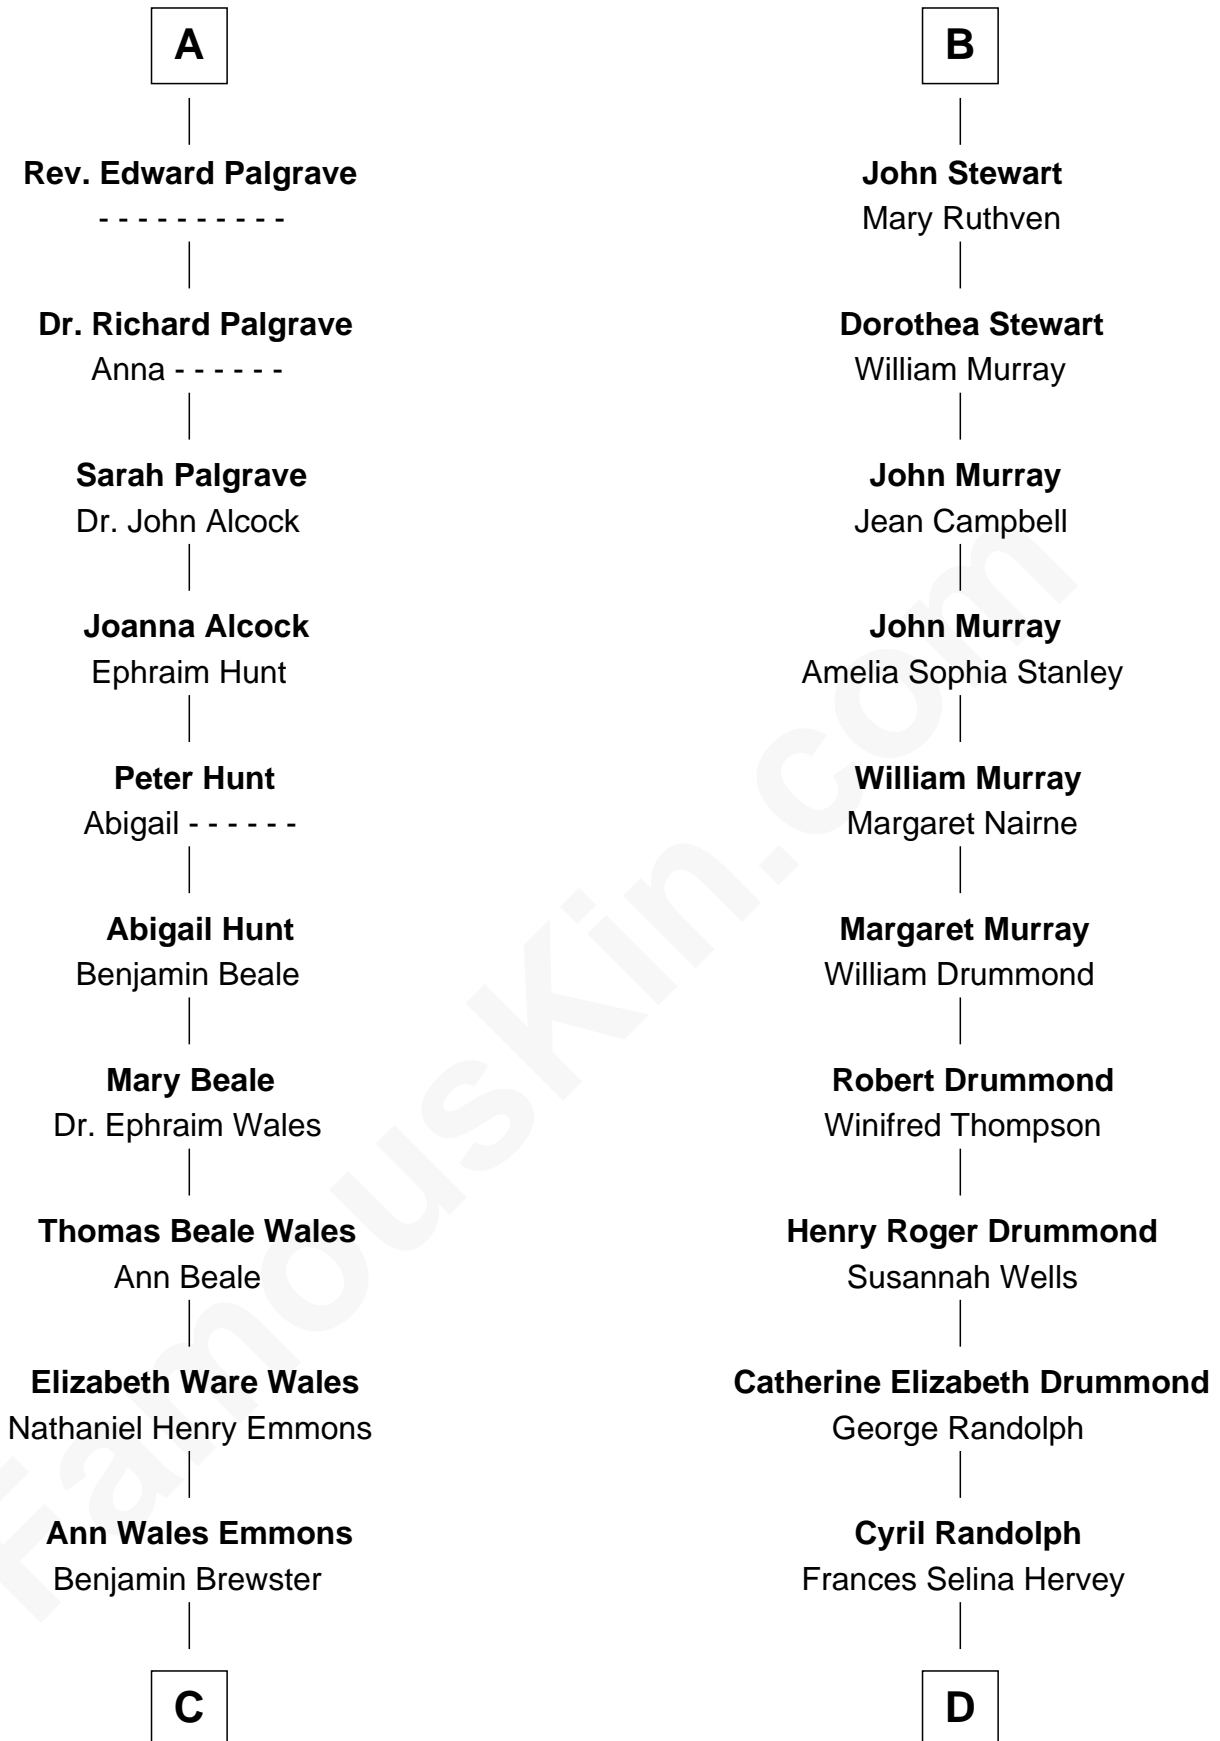 A
Rev. Edward Palgrave
- - - - - - - - - -
Dr. Richard Palgrave
Anna - - - - - -
Sarah Palgrave
Dr. John Alcock
Joanna Alcock
Ephraim Hunt
Peter Hunt
Abigail - - - - - -
Abigail Hunt
Benjamin Beale
Mary Beale
Dr. Ephraim Wales
Thomas Beale Wales
Ann Beale
Elizabeth Ware Wales
Nathaniel Henry Emmons
Ann Wales Emmons
Benjamin Brewster
C
B
John Stewart
Mary Ruthven
Dorothea Stewart
William Murray
John Murray
Jean Campbell
John Murray
Amelia Sophia Stanley
William Murray
Margaret Nairne
Margaret Murray
William Drummond
Robert Drummond
Winifred Thompson
Henry Roger Drummond
Susannah Wells
Catherine Elizabeth Drummond
George Randolph
Cyril Randolph
Frances Selina Hervey
D
FamousKin.com